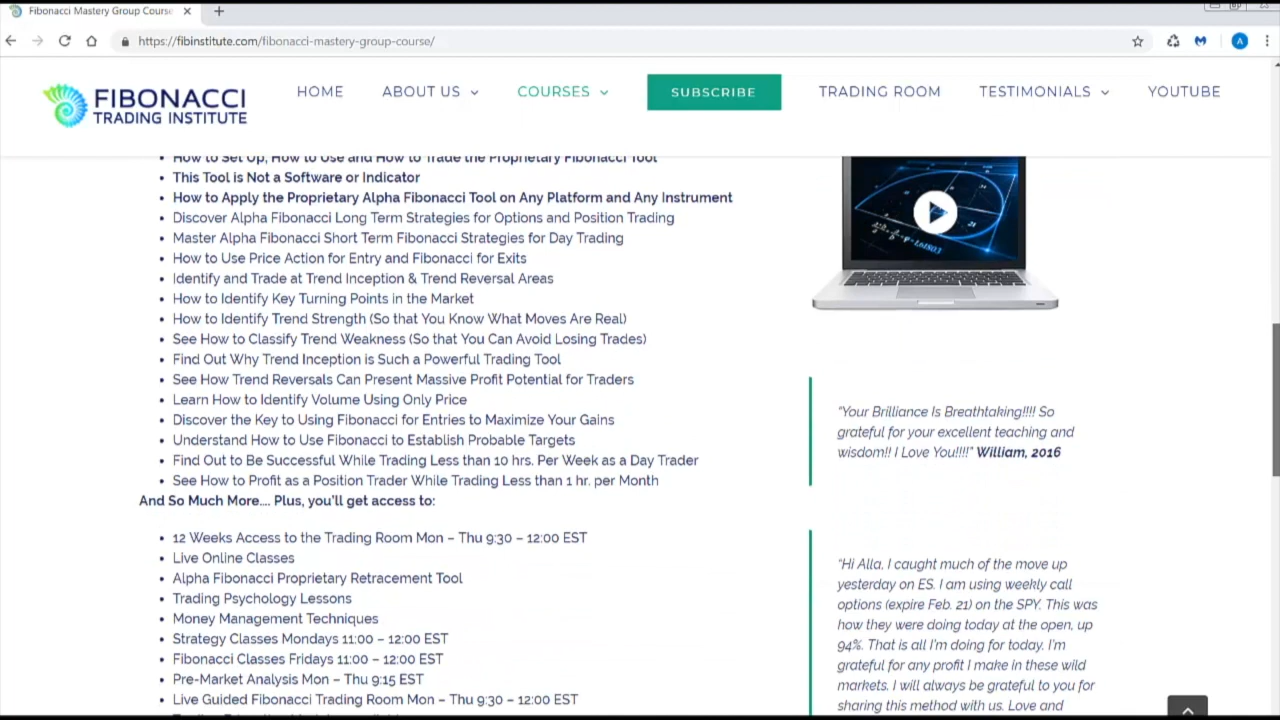 Fibonacci Mastery Group Course
https://fibinstitute.com/fibonacci-mastery-group-course/
A
FIBONACCI
TRADING INSTITUTE
HOME
ABOUT US
COURSES
SUBSCRIBE
TRADING ROOM
TESTIMONIALS
YOUTUBE
• How to Set Up, How to Use and How to Trade the Proprietary Fibonacci Tool
• This Tool is Not a Software or Indicator
• How to Apply the Proprietary Alpha Fibonacci Tool on Any Platform and Any Instrument
• Discover Alpha Fibonacci Long Term Strategies for Options and Position Trading
• Master Alpha Fibonacci Short Term Fibonacci Strategies for Day Trading
• How to Use Price Action for Entry and Fibonacci for Exits
• Identify and Trade at Trend Inception & Trend Reversal Areas
• How to Identify Key Turning Points in the Market
• How to Identify Trend Strength (So that You Know What Moves Are Real)
• See How to Classify Trend Weakness (So that You Can Avoid Losing Trades)
• Find Out Why Trend Inception is Such a Powerful Trading Tool
• See How Trend Reversals Can Present Massive Profit Potential for Traders
• Learn How to Identify Volume Using Only Price
• Discover the Key to Using Fibonacci for Entries to Maximize Your Gains
• Understand How to Use Fibonacci to Establish Probable Targets
• Find Out to Be Successful While Trading Less than 10 hrs. Per Week as a Day Trader
• See How to Profit as a Position Trader While Trading Less than 1 hr. per Month
And So Much More.... Plus, you'll get access to:
• 12 Weeks Access to the Trading Room Mon – Thu 9:30 – 12:00 EST
• Live Online Classes
• Alpha Fibonacci Proprietary Retracement Tool
• Trading Psychology Lessons
• Money Management Techniques
• Strategy Classes Mondays 11:00 – 12:00 EST
• Fibonacci Classes Fridays 11:00 – 12:00 EST
• Pre-Market Analysis Mon – Thu 9:15 EST
• Live Guided Fibonacci Trading Room Mon – Thu 9:30 – 12:00 EST
"Your Brilliance Is Breathtaking!!!! So
grateful for your excellent teaching and
wisdom!! I Love You!!!!" William, 2016
"Hi Alla, I caught much of the move up
yesterday on ES. I am using weekly call
options (expire Feb. 21) on the SPY. This was
how they were doing today at the open, up
94%. That is all I'm doing for today. I'm
grateful for any profit I make in these wild
markets. I will always be grateful to you for
sharing this method with us. Love and